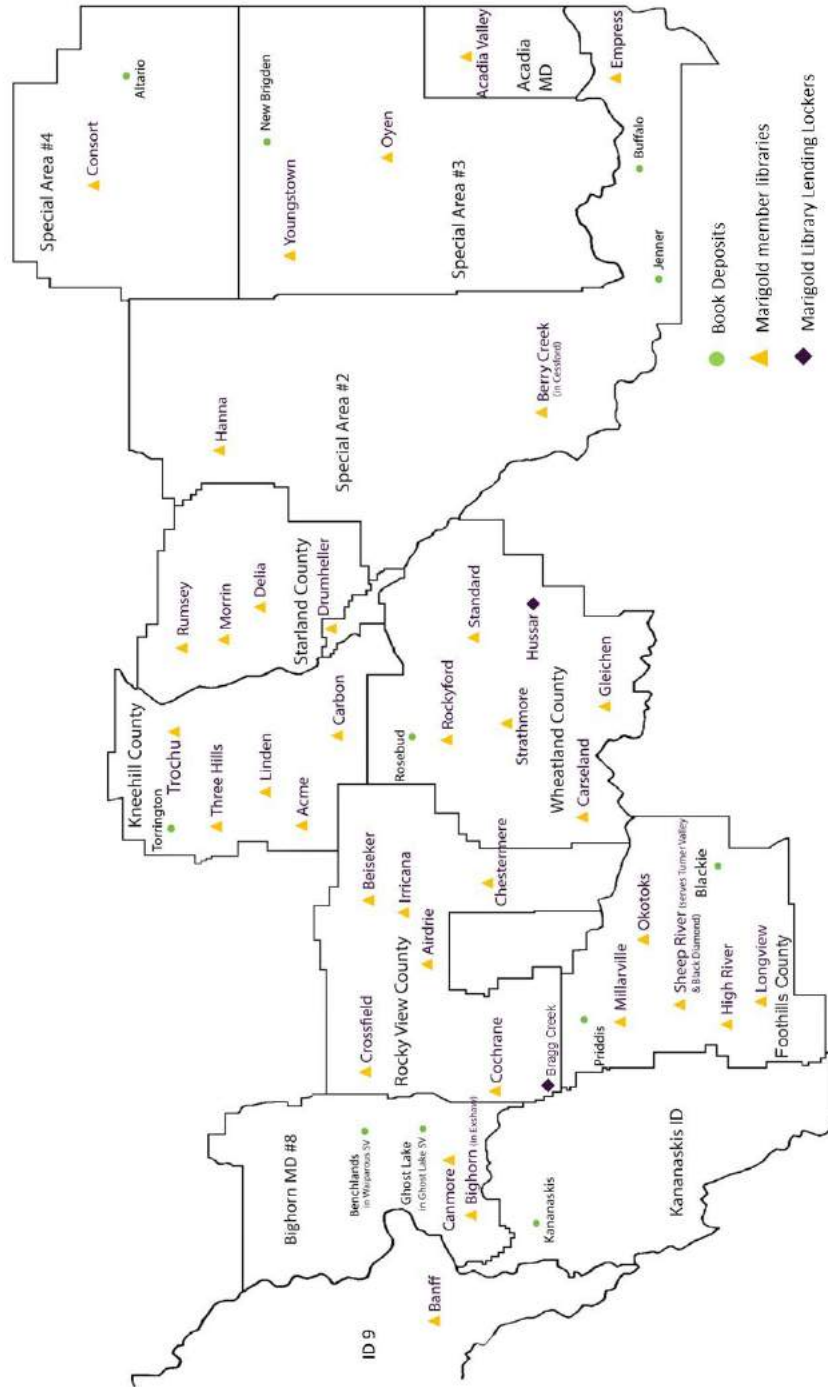 Special Area #4
Consort
Altario
New Brigden
Youngstown
Oyen
Special Area #3
Acadia Valley
Acadia
MD
Empress
Buffalo
Jenner
Hanna
Special Area #2
Berry Creek
(in Cessford)
Rumsey
Morrin
Delia
Starland County
Drumheller
Kneehill County
Trochu
Torrington
Three Hills
Linden
Acme
Carbon
Rosebud
Rockyford
Standard
Strathmore
Hussar
Wheatland County
Gleichen
Carseland
Beiseker
Irricana
Airdrie
Chestermere
Crossfield
Rocky View County
Cochrane
Bragg Creek
Priddis
Millarville
Okotoks
Sheep River (serves Turner Valley
& Black Diamond)
Blackie
High River
Longview
Foothills County
Bighorn MD #8
Benchlands
in Waiparous SV
Ghost Lake
in Ghost Lake SV
Canmore
Bighorn (in Exshaw)
Kananaskis
Kananaskis ID
ID 9
Banff
Book Deposits
Marigold member libraries
Marigold Library Lending Lockers